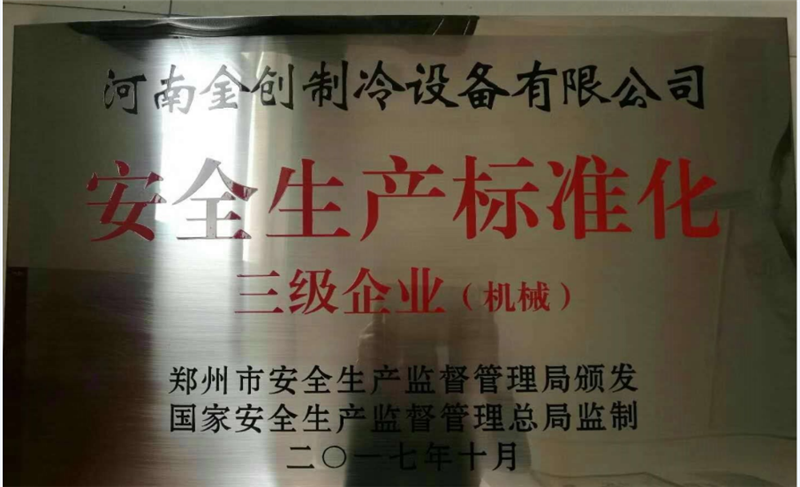 河南金创制冷设备有限公司
安全生产标准化
三级企业（机械）
郑州市安全生产监督管理局颁发
国家安全生产监督管理总局监制
二〇一七年十月